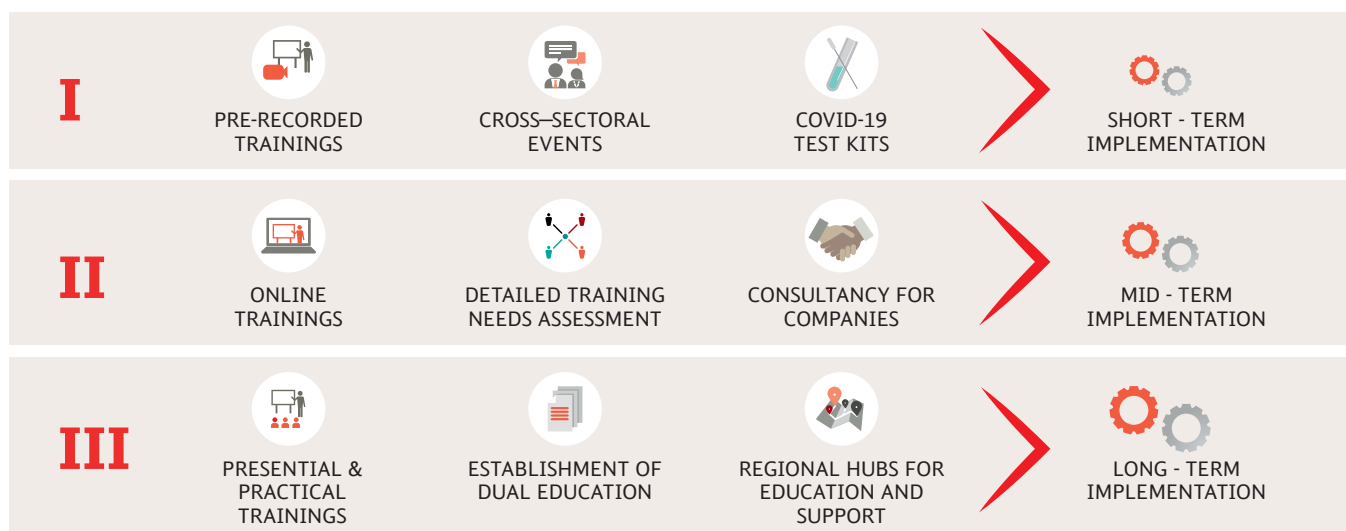 I
PRE-RECORDED
TRAININGS
CROSS—SECTORAL
EVENTS
COVID-19
TEST KITS
SHORT - TERM
IMPLEMENTATION
II
ONLINE
TRAININGS
DETAILED TRAINING
NEEDS ASSESSMENT
CONSULTANCY FOR
COMPANIES
MID - TERM
IMPLEMENTATION
III
PRESENTIAL &
PRACTICAL
TRAININGS
ESTABLISHMENT OF
DUAL EDUCATION
REGIONAL HUBS FOR
EDUCATION AND
SUPPORT
LONG - TERM
IMPLEMENTATION